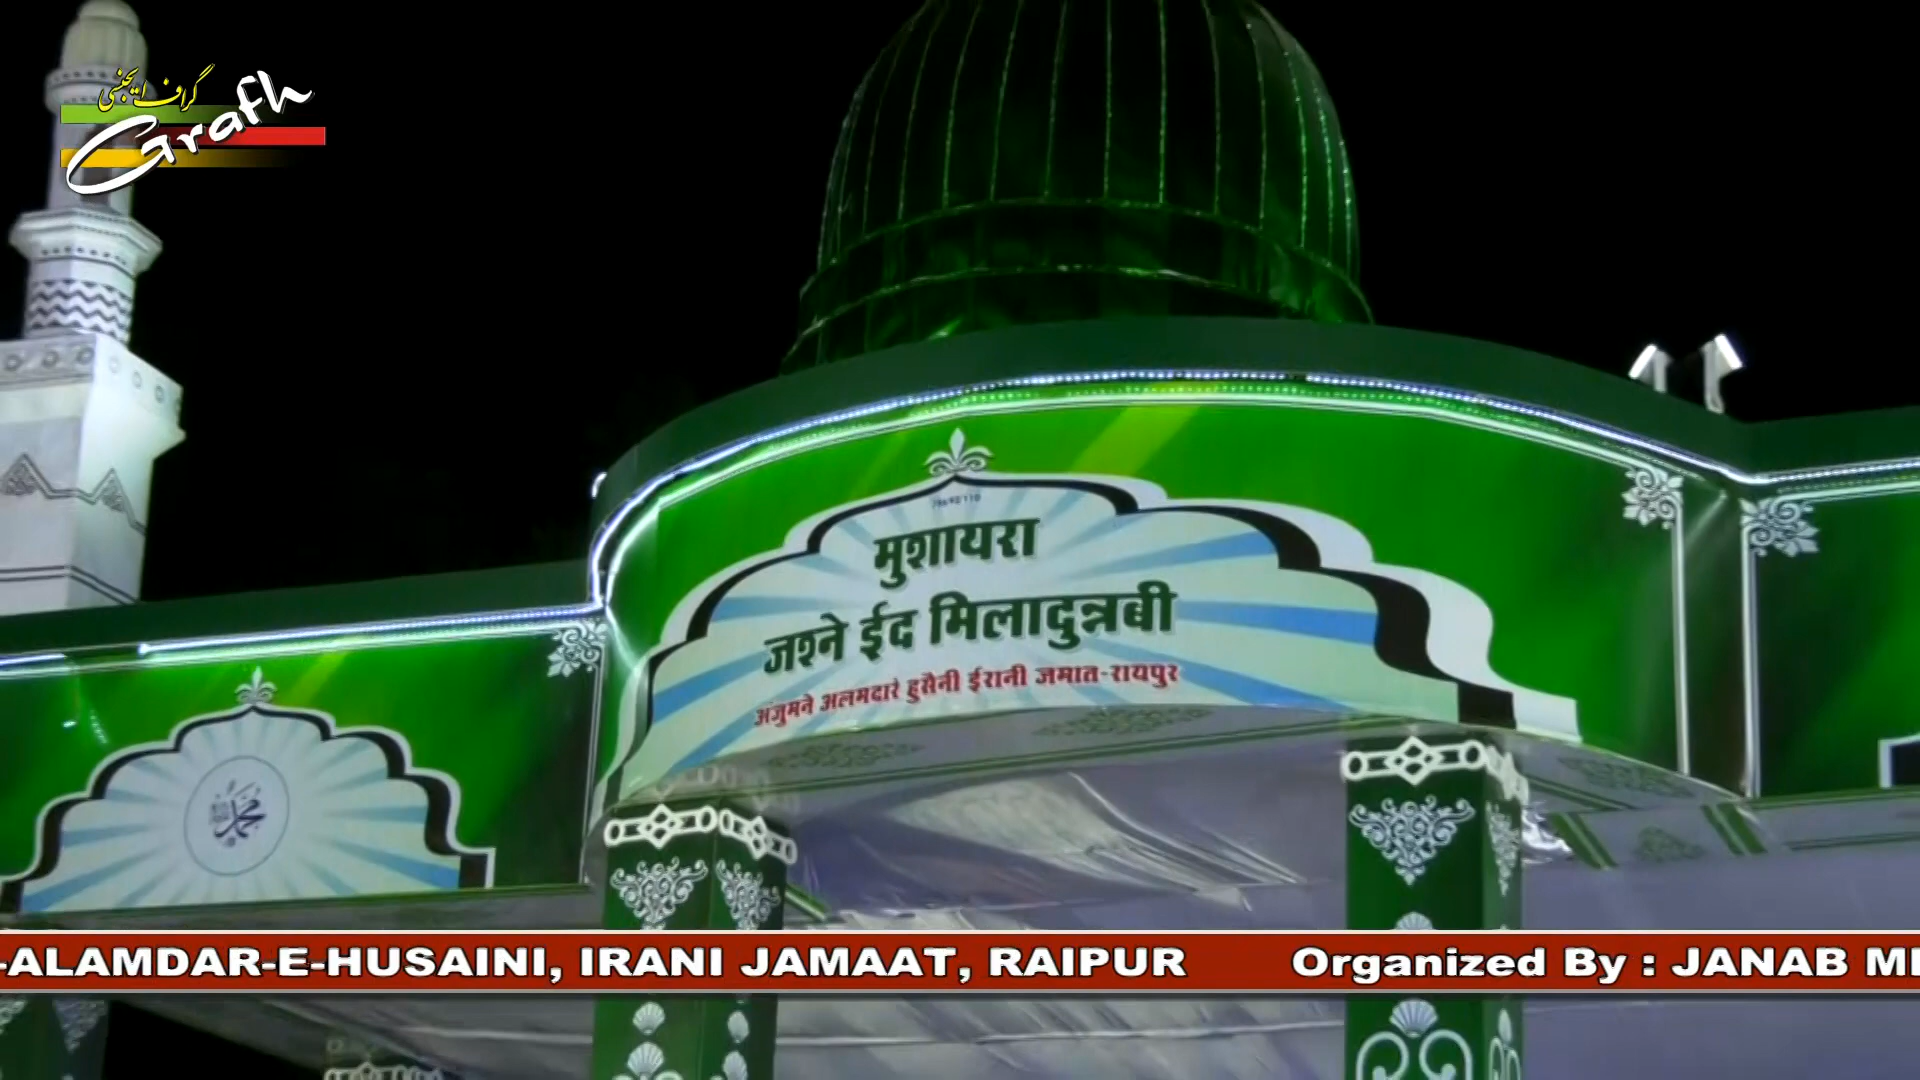 گراف ایجنسی
Grafh
मुशायरा
जश्ने ईद मिलादुन्नबी
अंजुमने अलमदारे हुसैनी ईरानी जमात-रायपुर
محمد
-ALAMDAR-E-HUSAINI, IRANI JAMAAT, RAIPUR Organized By : JANAB